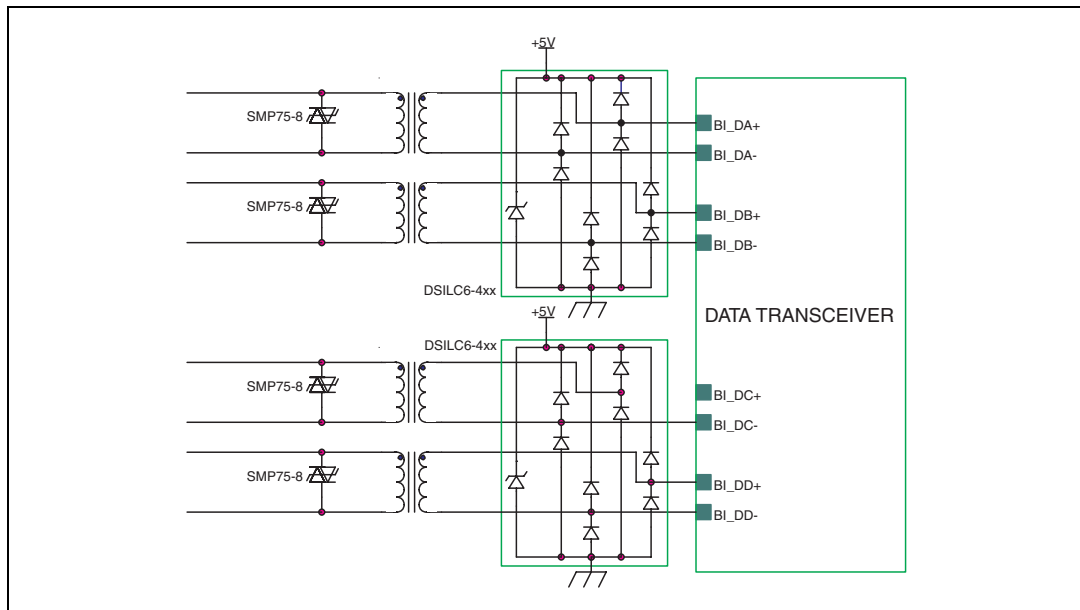 +5V
SMP75-8
BI_DA+
BI_DA-
SMP75-8
BI_DB+
BI_DB-
DSILC6-4xx
+5V
DATA TRANSCEIVER
DSILC6-4xx
SMP75-8
BI_DC+
BI_DC-
SMP75-8
BI_DD+
BI_DD-